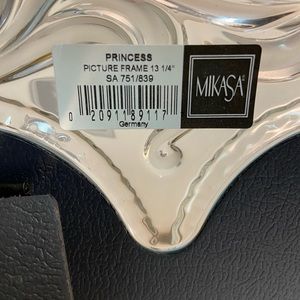 PRINCESS
PICTURE FRAME 13 1/4"
SA 751/839
MIKASA®
0 20911 89117
Germany